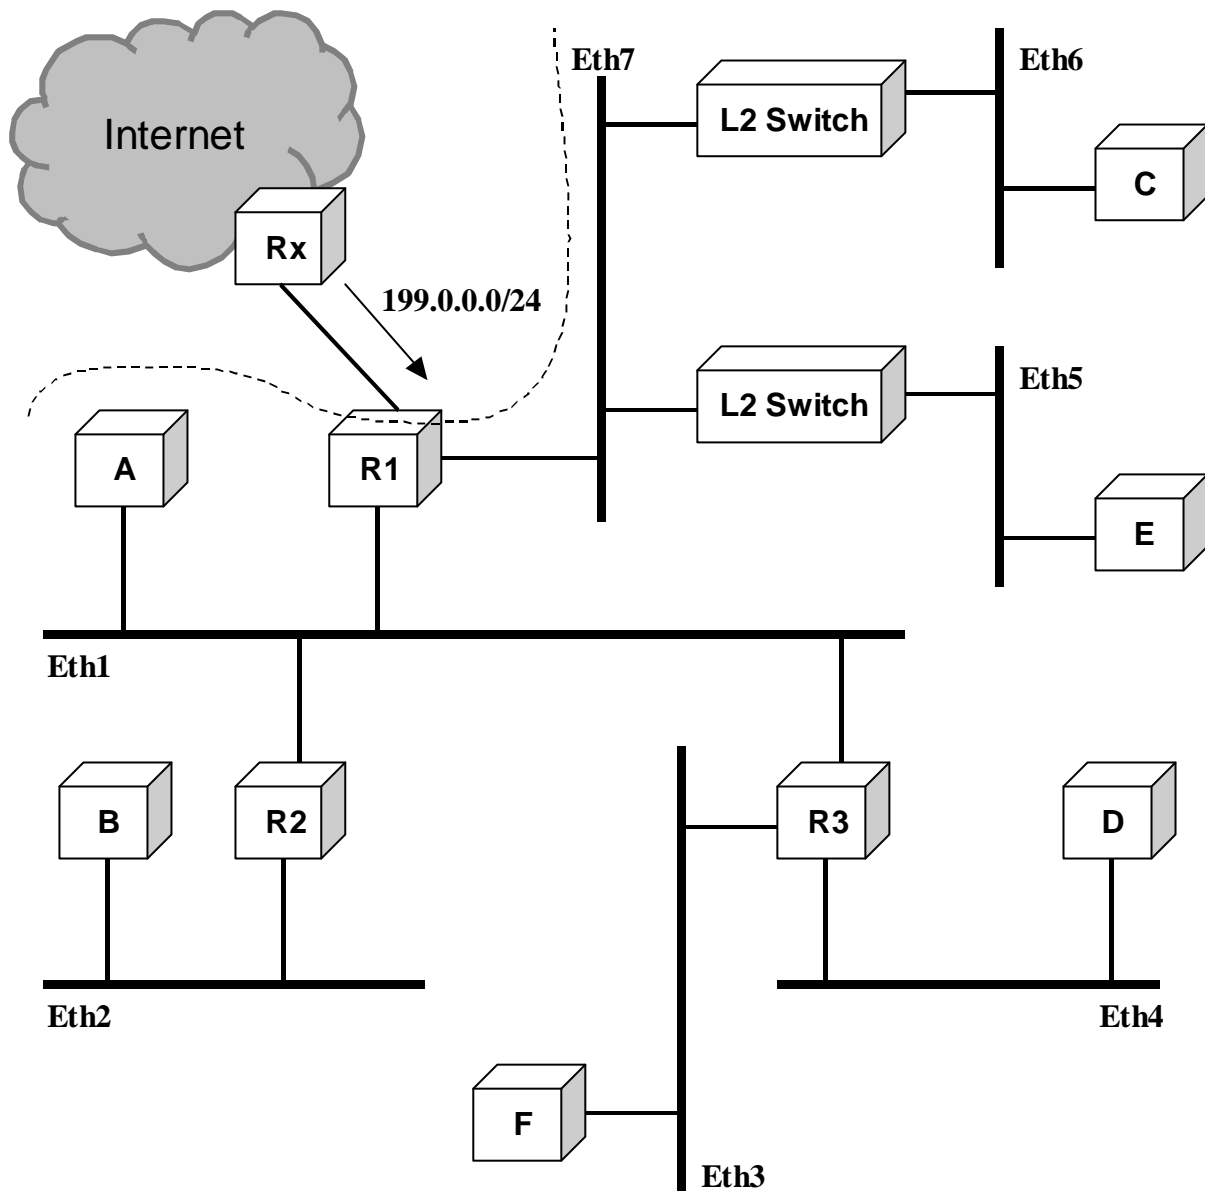 Eth7
Eth6
L2 Switch
Internet
C
Rx
199.0.0.0/24
Eth5
L2 Switch
A
R1
E
Eth1
B
R2
R3
D
Eth2
Eth4
F
Eth3